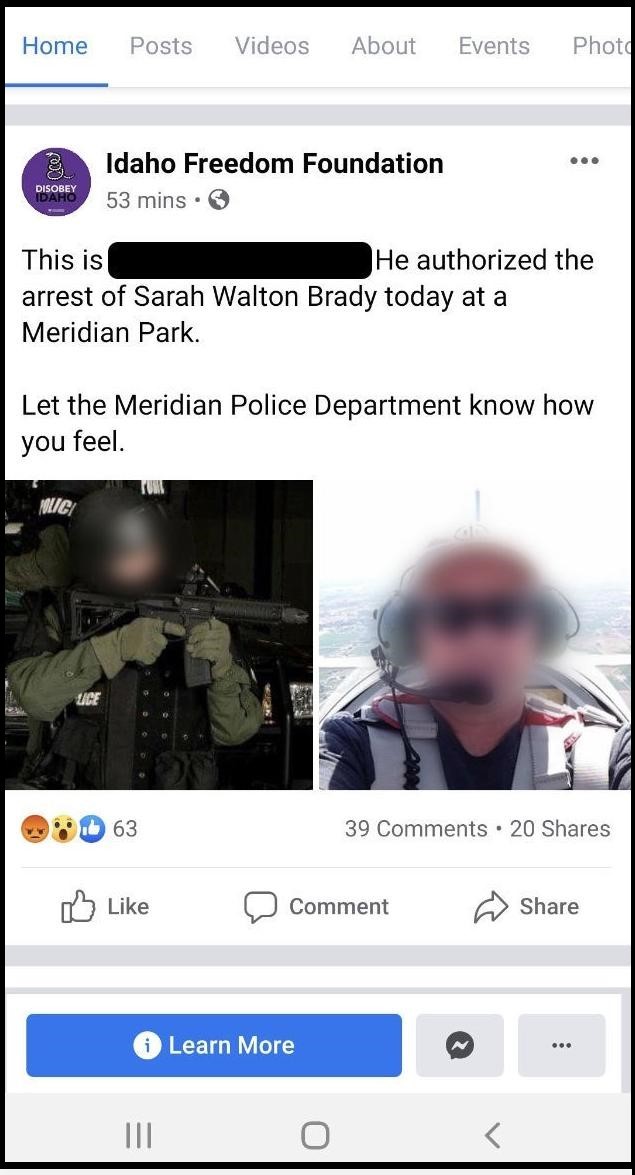 Home Posts Videos About Events Photo
Idaho Freedom Foundation
DISOBEY
IDAHO
53 mins •
This is He authorized the
arrest of Sarah Walton Brady today at a
Meridian Park.
Let the Meridian Police Department know how
you feel.
POLICE
LICE
63 39 Comments • 20 Shares
Like Comment Share
Learn More